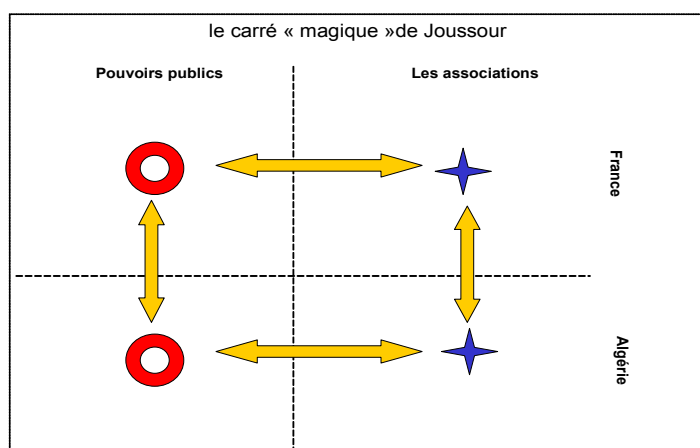 le carré « magique »de Joussour
Pouvoirs publics
Les associations
France
Algérie